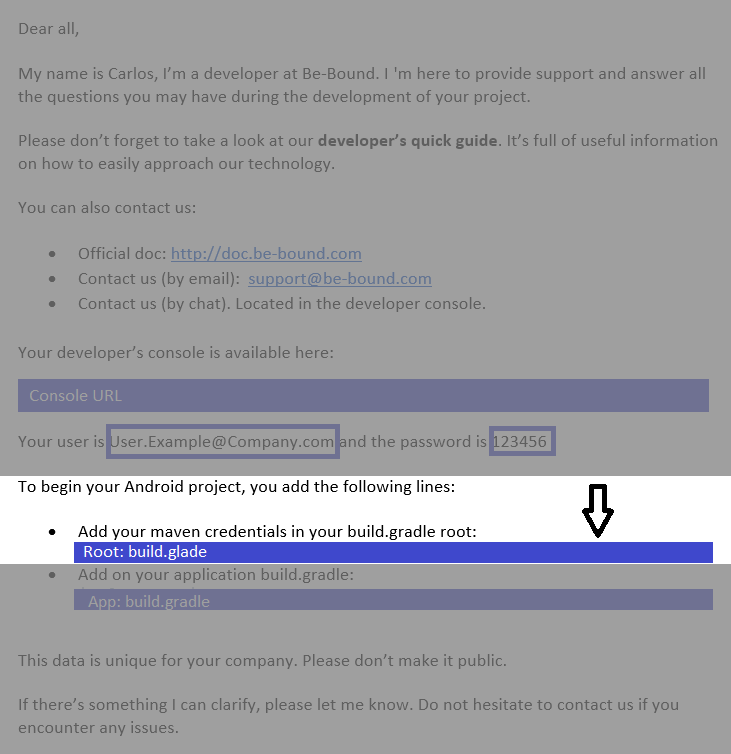 Dear all,
My name is Carlos, I’m a developer at Be-Bound. I 'm here to provide support and answer all
the questions you may have during the development of your project.
Please don’t forget to take a look at our developer’s quick guide. It’s full of useful information
on how to easily approach our technology.
You can also contact us:
• Official doc: http://doc.be-bound.com
• Contact us (by email): support@be-bound.com
• Contact us (by chat). Located in the developer console.
Your developer’s console is available here:
Console URL
Your user is User.Example@Company.com and the password is 123456
To begin your Android project, you add the following lines:
• Add your maven credentials in your build.gradle root:
Root: build.glade
• Add on your application build.gradle:
App: build.gradle
This data is unique for your company. Please don’t make it public.
If there’s something I can clarify, please let me know. Do not hesitate to contact us if you
encounter any issues.